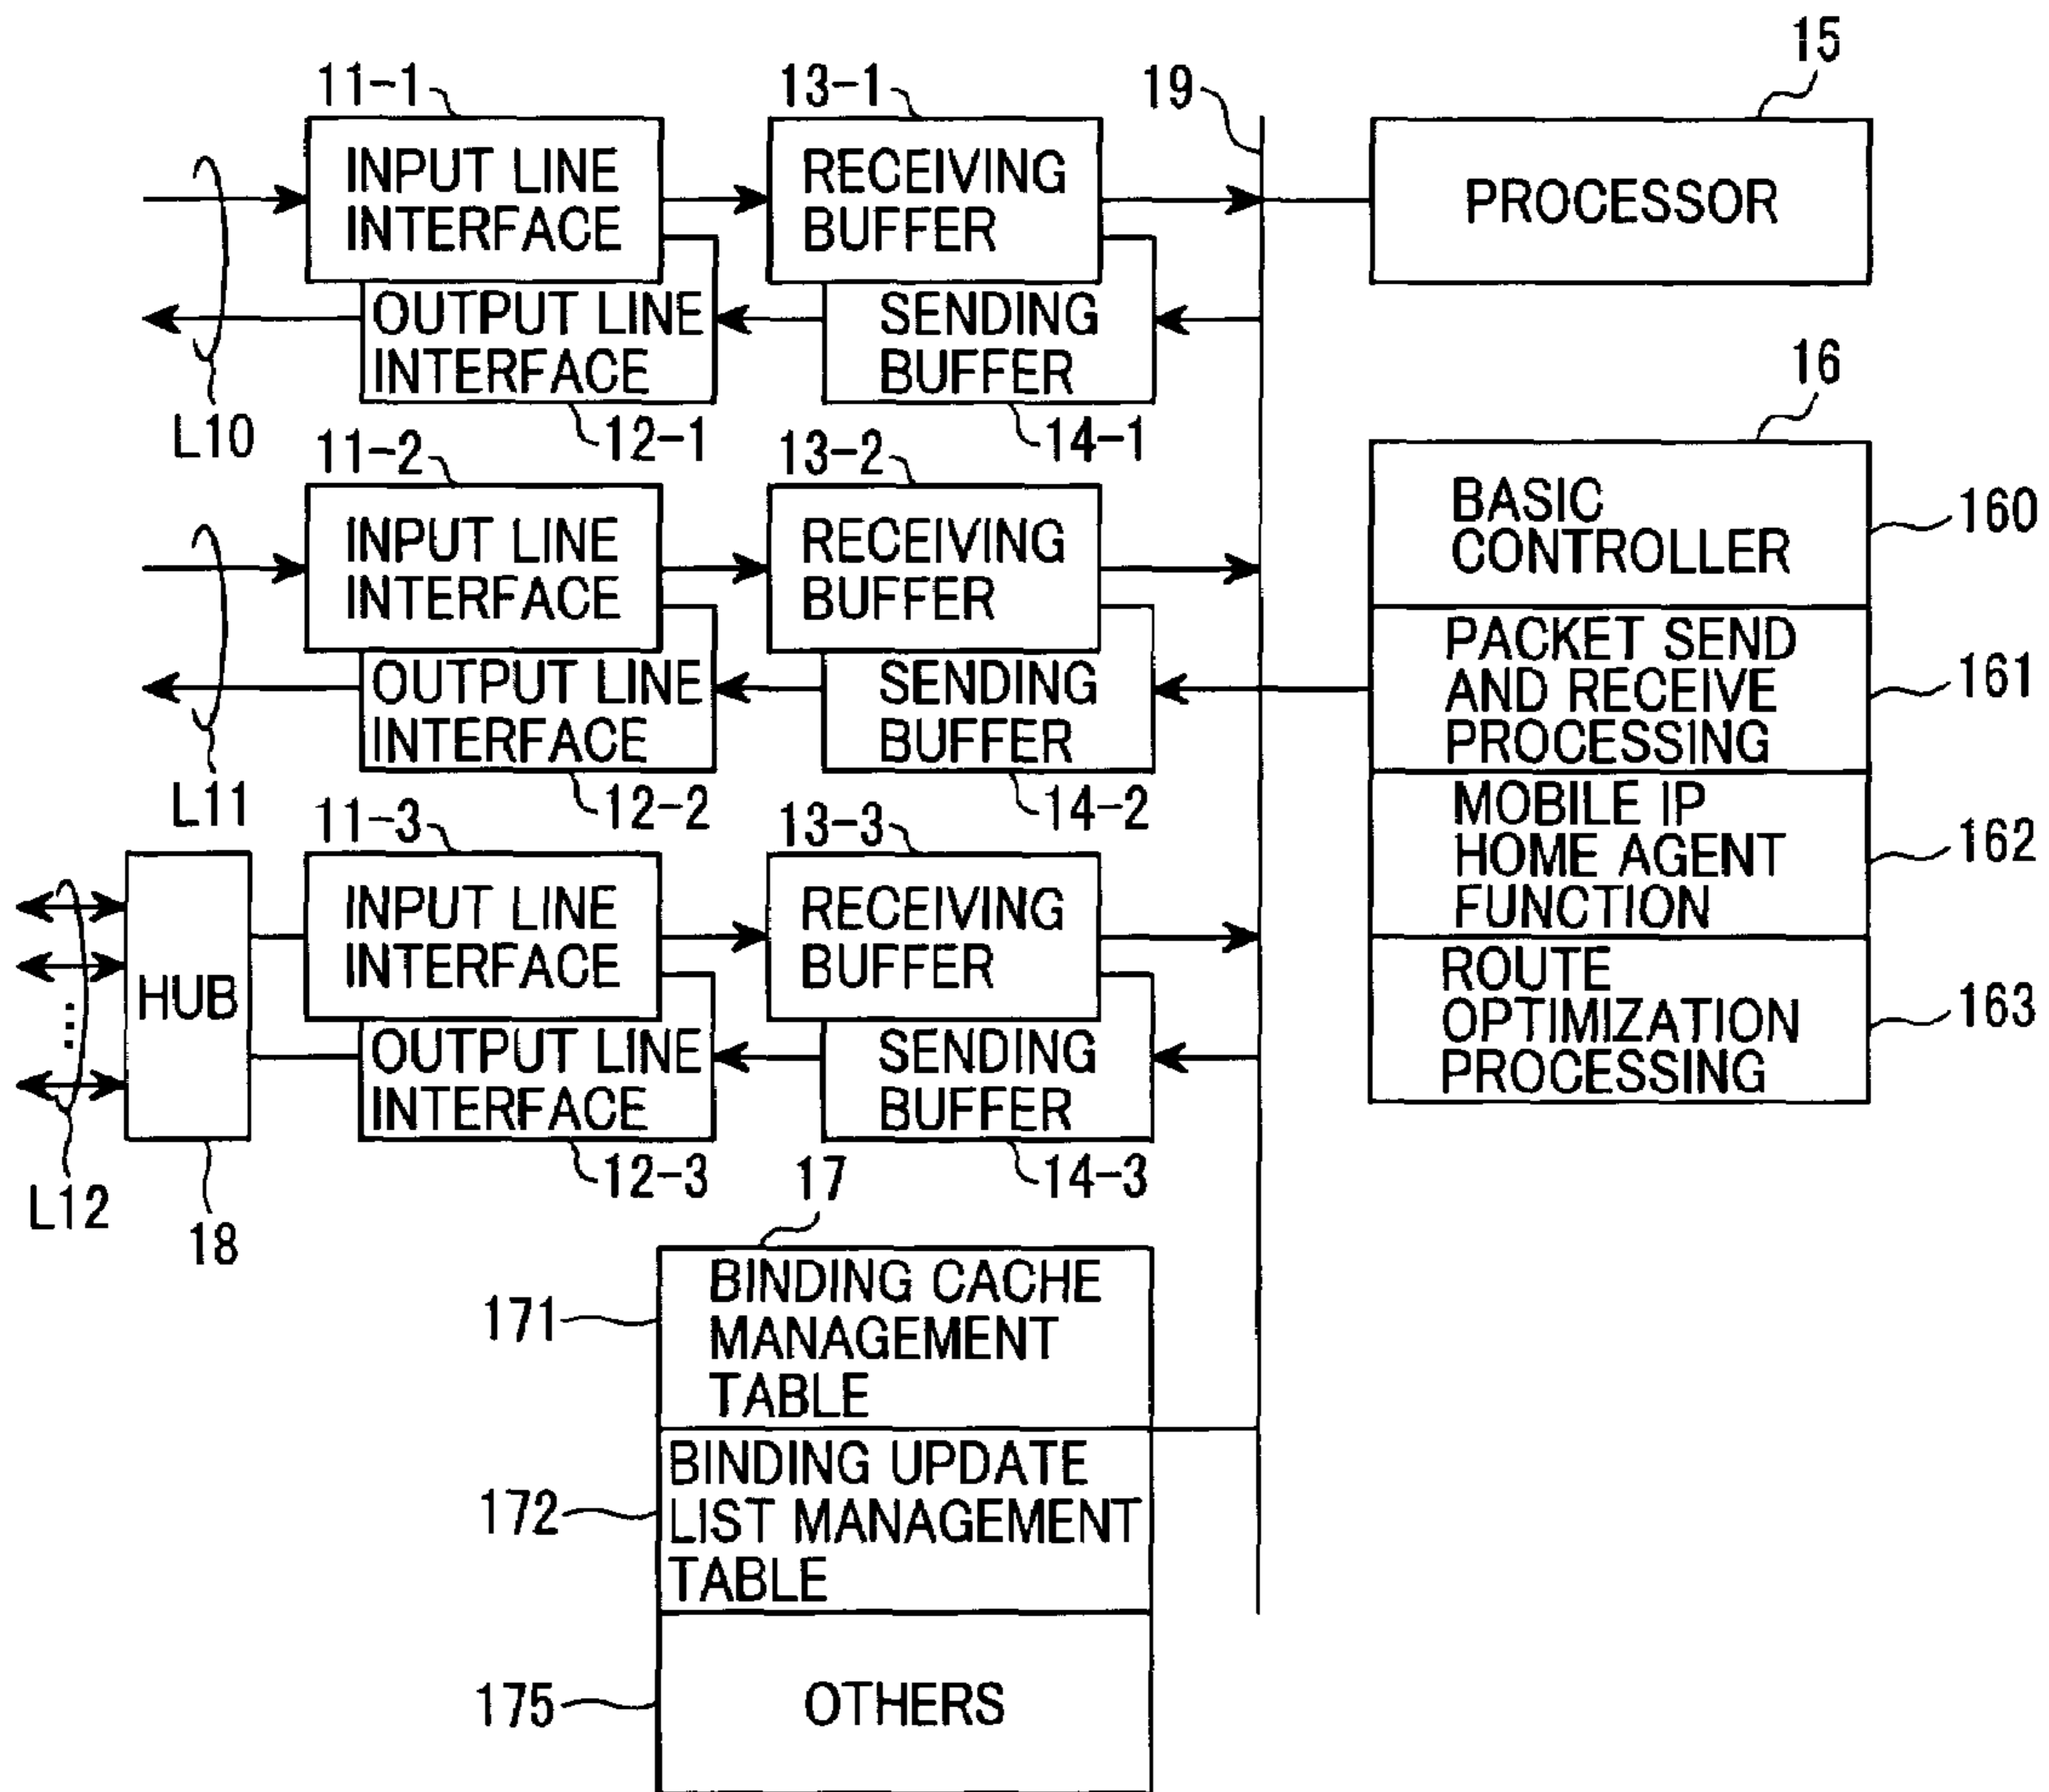 15
11-1
13-1
19
INPUT LINE
INTERFACE
RECEIVING
BUFFER
PROCESSOR
OUTPUT LINE
INTERFACE
SENDING
BUFFER
L10
12-1
14-1
16
11-2
13-2
INPUT LINE
INTERFACE
RECEIVING
BUFFER
BASIC
CONTROLLER
160
OUTPUT LINE
INTERFACE
SENDING
BUFFER
PACKET SEND
AND RECEIVE
PROCESSING
161
L11
12-2
14-2
11-3
13-3
MOBILE IP
HOME AGENT
FUNCTION
162
HUB
INPUT LINE
INTERFACE
RECEIVING
BUFFER
ROUTE
OPTIMIZATION
PROCESSING
163
OUTPUT LINE
INTERFACE
SENDING
BUFFER
L12
18
12-3
14-3
17
BINDING CACHE
MANAGEMENT
TABLE
171
BINDING UPDATE
LIST MANAGEMENT
TABLE
172
OTHERS
175